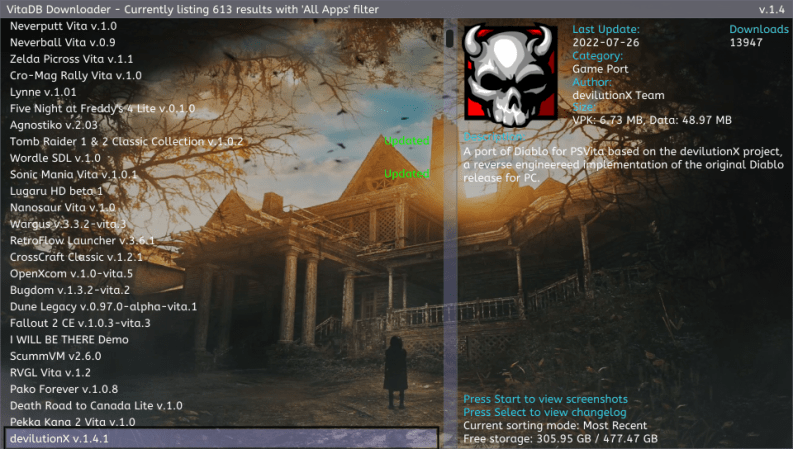 VitaDB Downloader - Currently listing 613 results with 'All Apps' filter
v.1.4
Neverputt Vita v.1.0
Neverball Vita v.0.9
Zelda Picross Vita v.1.1
Cro-Mag Rally Vita v.1.0
Lynne v.1.01
Five Night at Freddy's 4 Lite v.0.1.0
Agnostiko v.2.03
Tomb Raider 1 & 2 Classic Collection v.1.0.2
Updated
Wordle SDL v.1.0
Sonic Mania Vita v.1.0.1
Updated
Lugaru HD beta 1
Nanosaur Vita v.1.0
Wargus v.3.3.2-vita.3
RetroFlow Launcher v.3.6.1
CrossCraft Classic v.1.2.1
OpenXcom v.1.0-vita.5
Bugdom v.1.3.2-vita.2
Dune Legacy v.0.97.0-alpha-vita.1
Fallout 2 CE v.1.0.3-vita.3
I WILL BE THERE Demo
ScummVM v2.6.0
RVGL Vita v.1.2
Pako Forever v.1.0.8
Death Road to Canada Lite v.1.0
Pekka Kana 2 Vita v.1.0
devilutionX v.1.4.1
Last Update:
2022-07-26
Downloads
13947
Category:
Game Port
Author:
devilutionX Team
Size:
VPK: 6.73 MB, Data: 48.97 MB
Description:
A port of Diablo for PSVita based on the devilutionX project,
a reverse engineereed implementation of the original Diablo
release for PC.
Press Start to view screenshots
Press Select to view changelog
Current sorting mode: Most Recent
Free storage: 305.95 GB / 477.47 GB